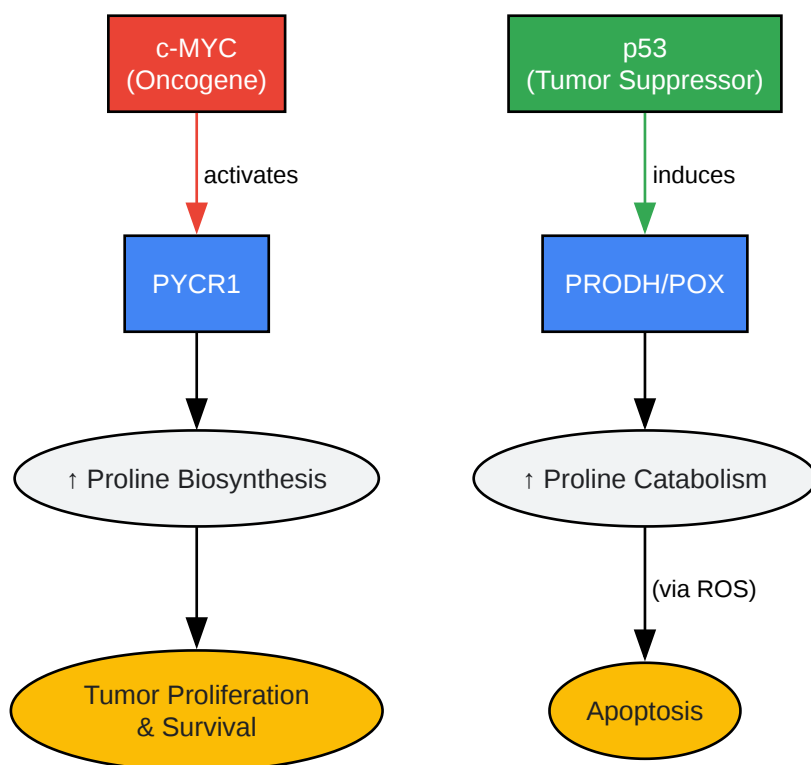 c-MYC
(Oncogene)
activates
PYCR1
↑ Proline Biosynthesis
Tumor Proliferation
& Survival
p53
(Tumor Suppressor)
induces
PRODH/POX
↑ Proline Catabolism
(via ROS)
Apoptosis